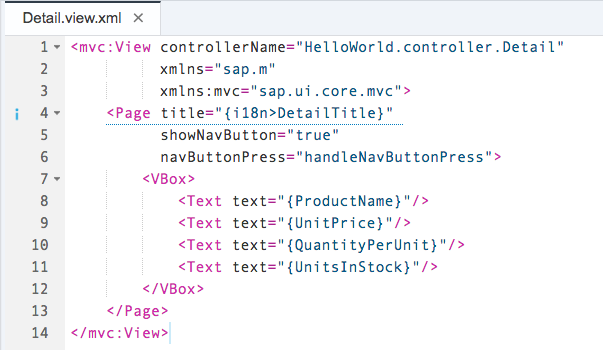 Detail.view.xml ×
1 <mvc:View controllerName="HelloWorld.controller.Detail"
2 xmlns="sap.m"
3 xmlns:mvc="sap.ui.core.mvc">
i 4 <Page title="{i18n>DetailTitle}"
5 showNavButton="true"
6 navButtonPress="handleNavButtonPress">
7 <VBox>
8 <Text text="{ProductName}"/>
9 <Text text="{UnitPrice}"/>
10 <Text text="{QuantityPerUnit}"/>
11 <Text text="{UnitsInStock}"/>
12 </VBox>
13 </Page>
14 </mvc:View>